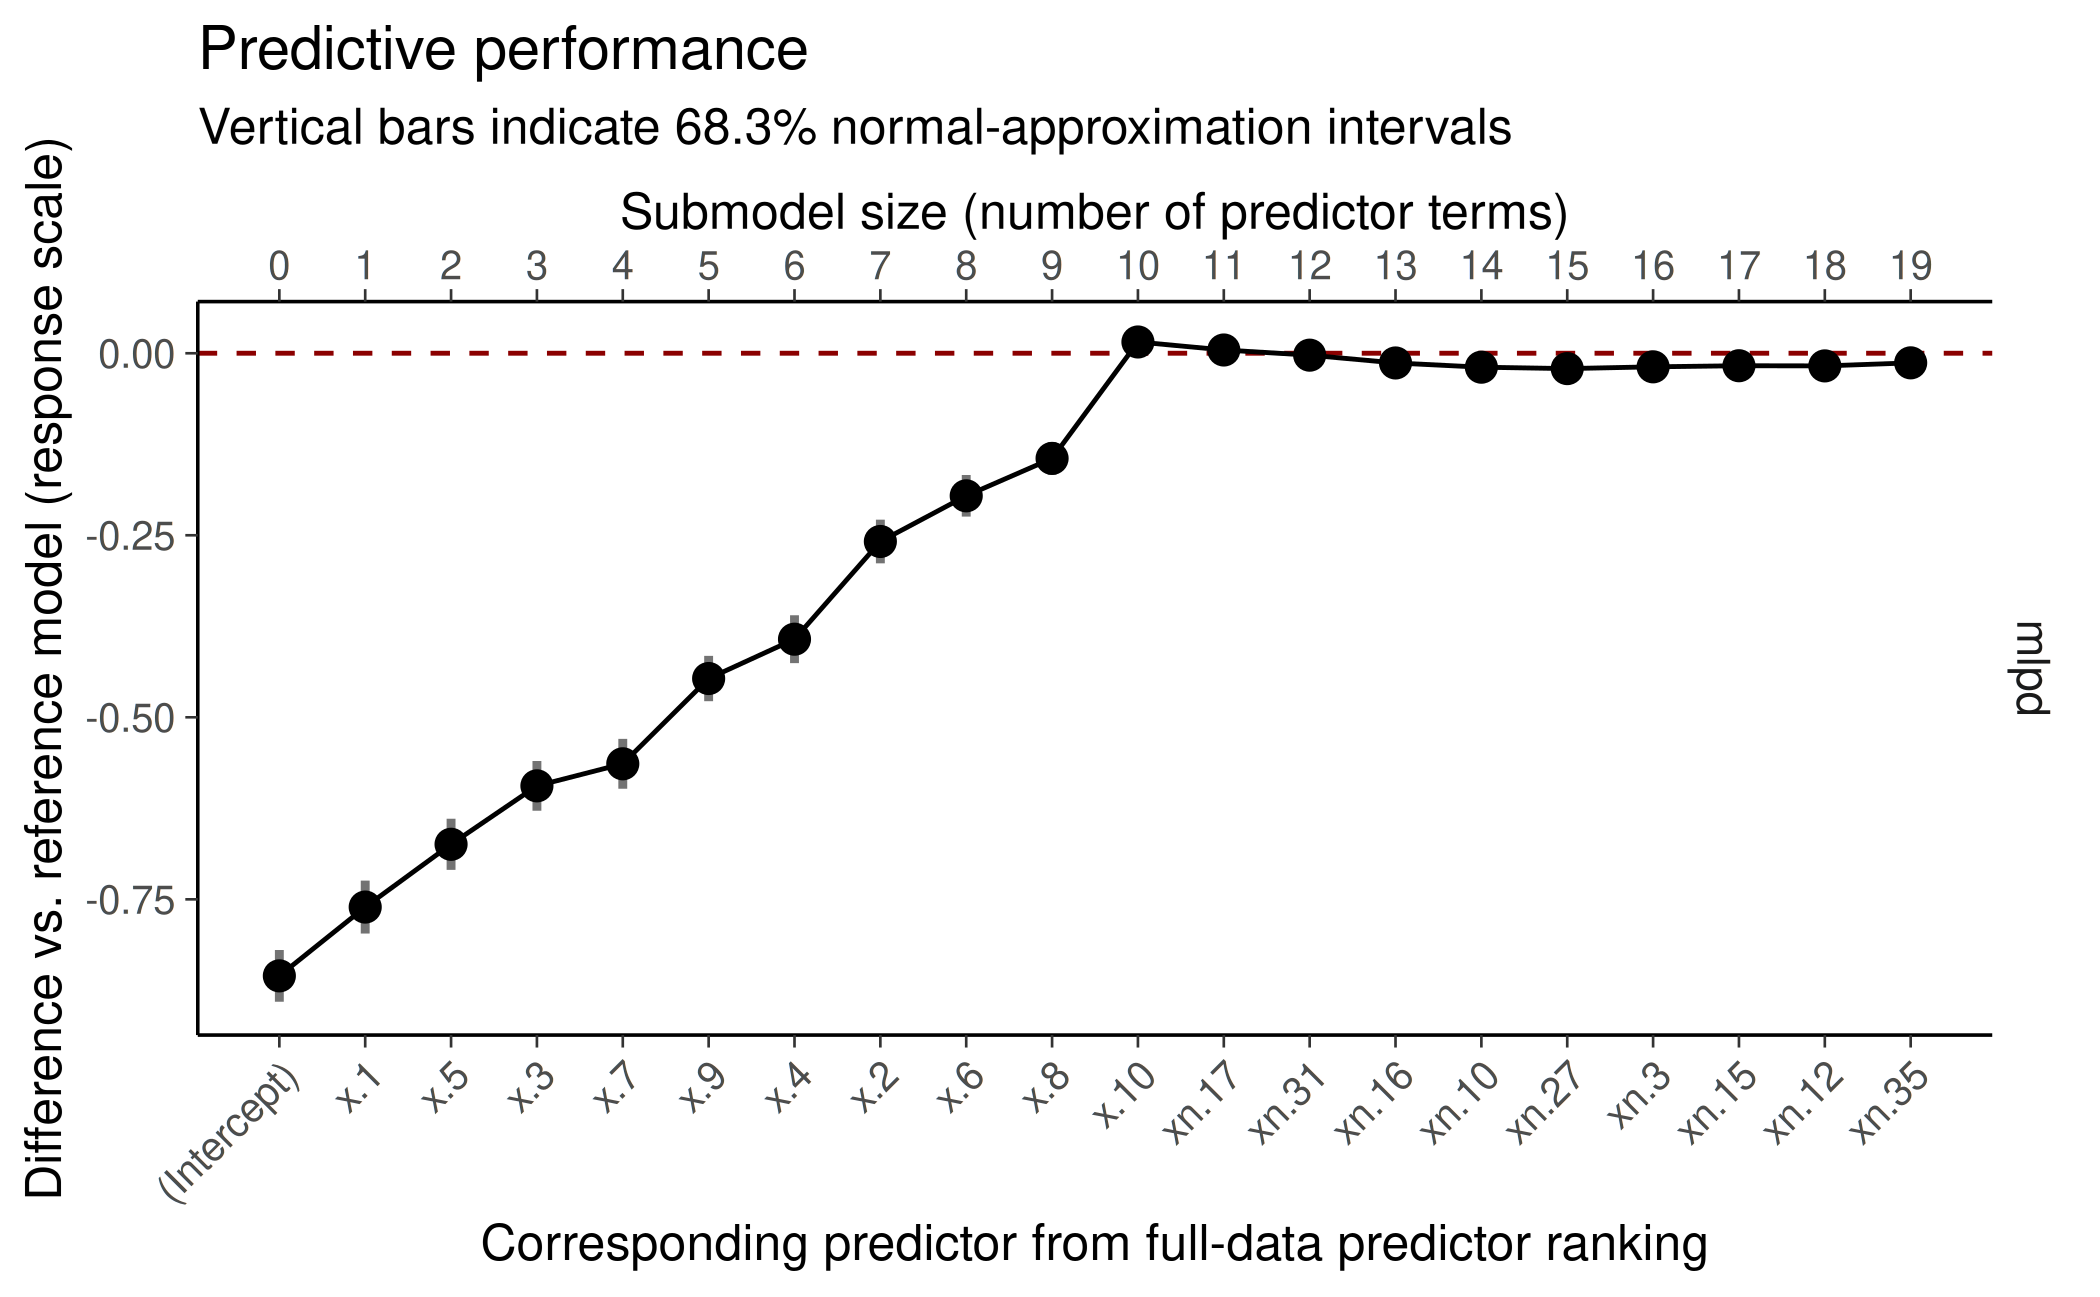 Predictive performance
Vertical bars indicate 68.3% normal-approximation intervals
Submodel size (number of predictor terms)
0 1 2 3 4 5 6 7 8 9 10 11 12 13 14 15 16 17 18 19
Difference vs. reference model (response scale)
0.00
-0.25
-0.50
-0.75
mlpd
(Intercept) x.1 x.5 x.3 x.7 x.9 x.4 x.2 x.6 x.8 x.10 xn.17 xn.31 xn.16 xn.10 xn.27 xn.3 xn.15 xn.12 xn.35
Corresponding predictor from full-data predictor ranking